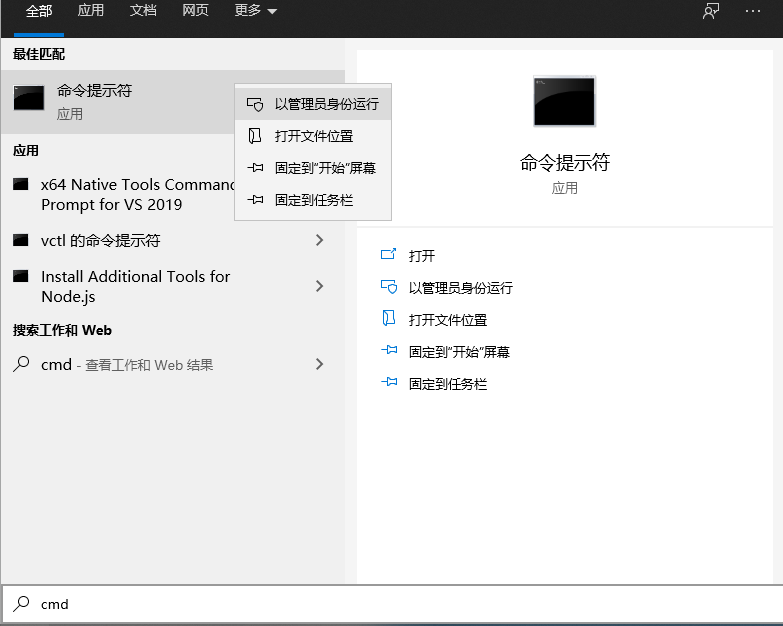 全部 应用 文档 网页 更多
最佳匹配
命令提示符
应用
以管理员身份运行
打开文件位置
固定到"开始"屏幕
固定到任务栏
应用
x64 Native Tools Command
Prompt for VS 2019
vctl 的命令提示符
Install Additional Tools for
Node.js
搜索工作和 Web
cmd - 查看工作和 Web 结果
命令提示符
应用
打开
以管理员身份运行
打开文件位置
固定到"开始"屏幕
固定到任务栏
cmd